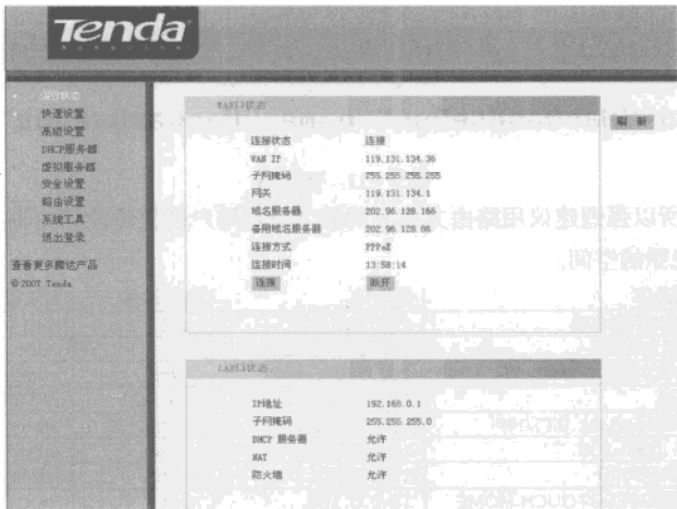 Tenda
运行状态
快速设置
高级设置
DHCP服务器
虚拟服务器
安全设置
路由设置
系统工具
退出登录
查看更多腾达产品
©2007 Tenda
WAN口状态
刷 新
连接状态 连接
WAN IP 119.131.134.36
子网掩码 255.255.255.255
网关 119.131.134.1
域名服务器 202.96.128.166
备用域名服务器 202.96.128.86
连接方式 PPPoE
连接时间 13:58:14
连接 断开
LAN口状态
IP地址 192.168.0.1
子网掩码 255.255.255.0
DHCP 服务器 允许
NAT 允许
防火墙 允许